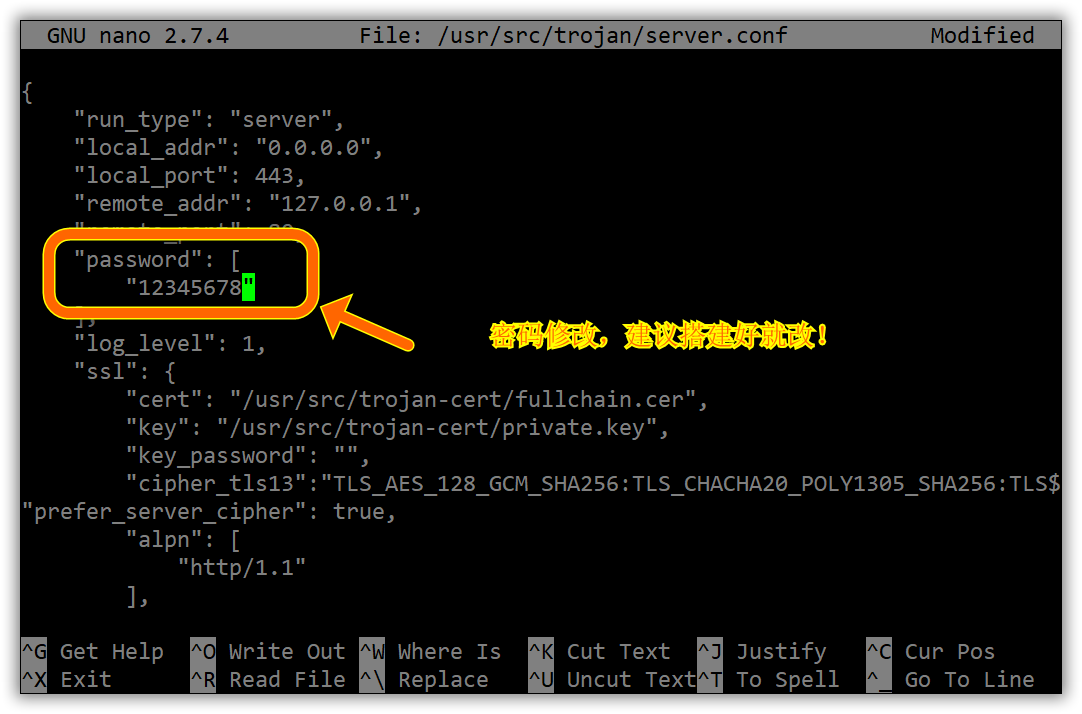 GNU nano 2.7.4 File: /usr/src/trojan/server.conf Modified
{
"run_type": "server",
"local_addr": "0.0.0.0",
"local_port": 443,
"remote_addr": "127.0.0.1",
"remote_port": 80,
"password": [
"12345678"
],
"log_level": 1,
"ssl": {
"cert": "/usr/src/trojan-cert/fullchain.cer",
"key": "/usr/src/trojan-cert/private.key",
"key_password": "",
"cipher_tls13":"TLS_AES_128_GCM_SHA256:TLS_CHACHA20_POLY1305_SHA256:TLS$
"prefer_server_cipher": true,
"alpn": [
"http/1.1"
],
密码修改，建议搭建好就改！
^G Get Help ^O Write Out ^W Where Is ^K Cut Text ^J Justify ^C Cur Pos
^X Exit ^R Read File ^\ Replace ^U Uncut Text ^T To Spell ^_ Go To Line